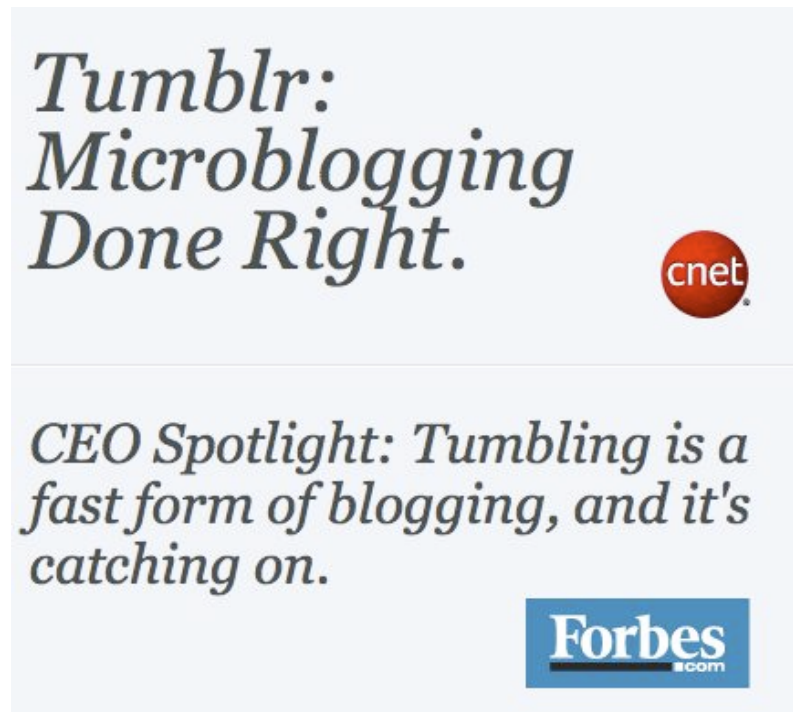 Tumblr:
Microblogging
Done Right.
cnet
CEO Spotlight: Tumbling is a
fast form of blogging, and it's
catching on.
Forbes
.com